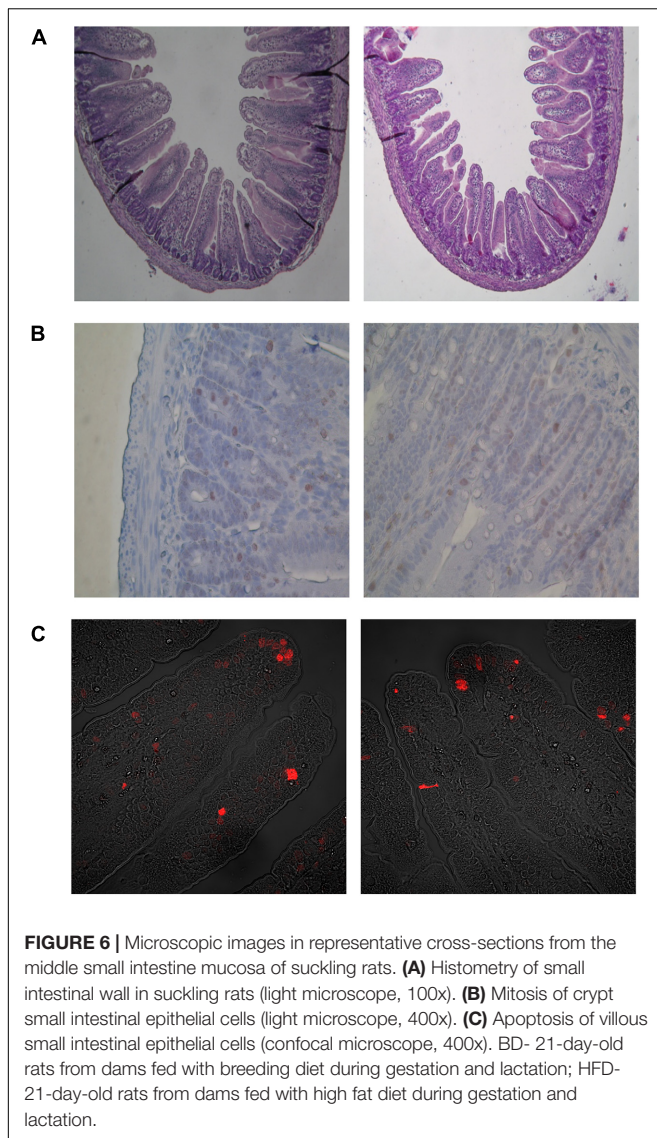 A
B
C
FIGURE 6 | Microscopic images in representative cross-sections from the
middle small intestine mucosa of suckling rats. (A) Histometry of small
intestinal wall in suckling rats (light microscope, 100x). (B) Mitosis of crypt
small intestinal epithelial cells (light microscope, 400x). (C) Apoptosis of villous
small intestinal epithelial cells (confocal microscope, 400x). BD- 21-day-old
rats from dams fed with breeding diet during gestation and lactation; HFD-
21-day-old rats from dams fed with high fat diet during gestation and
lactation.